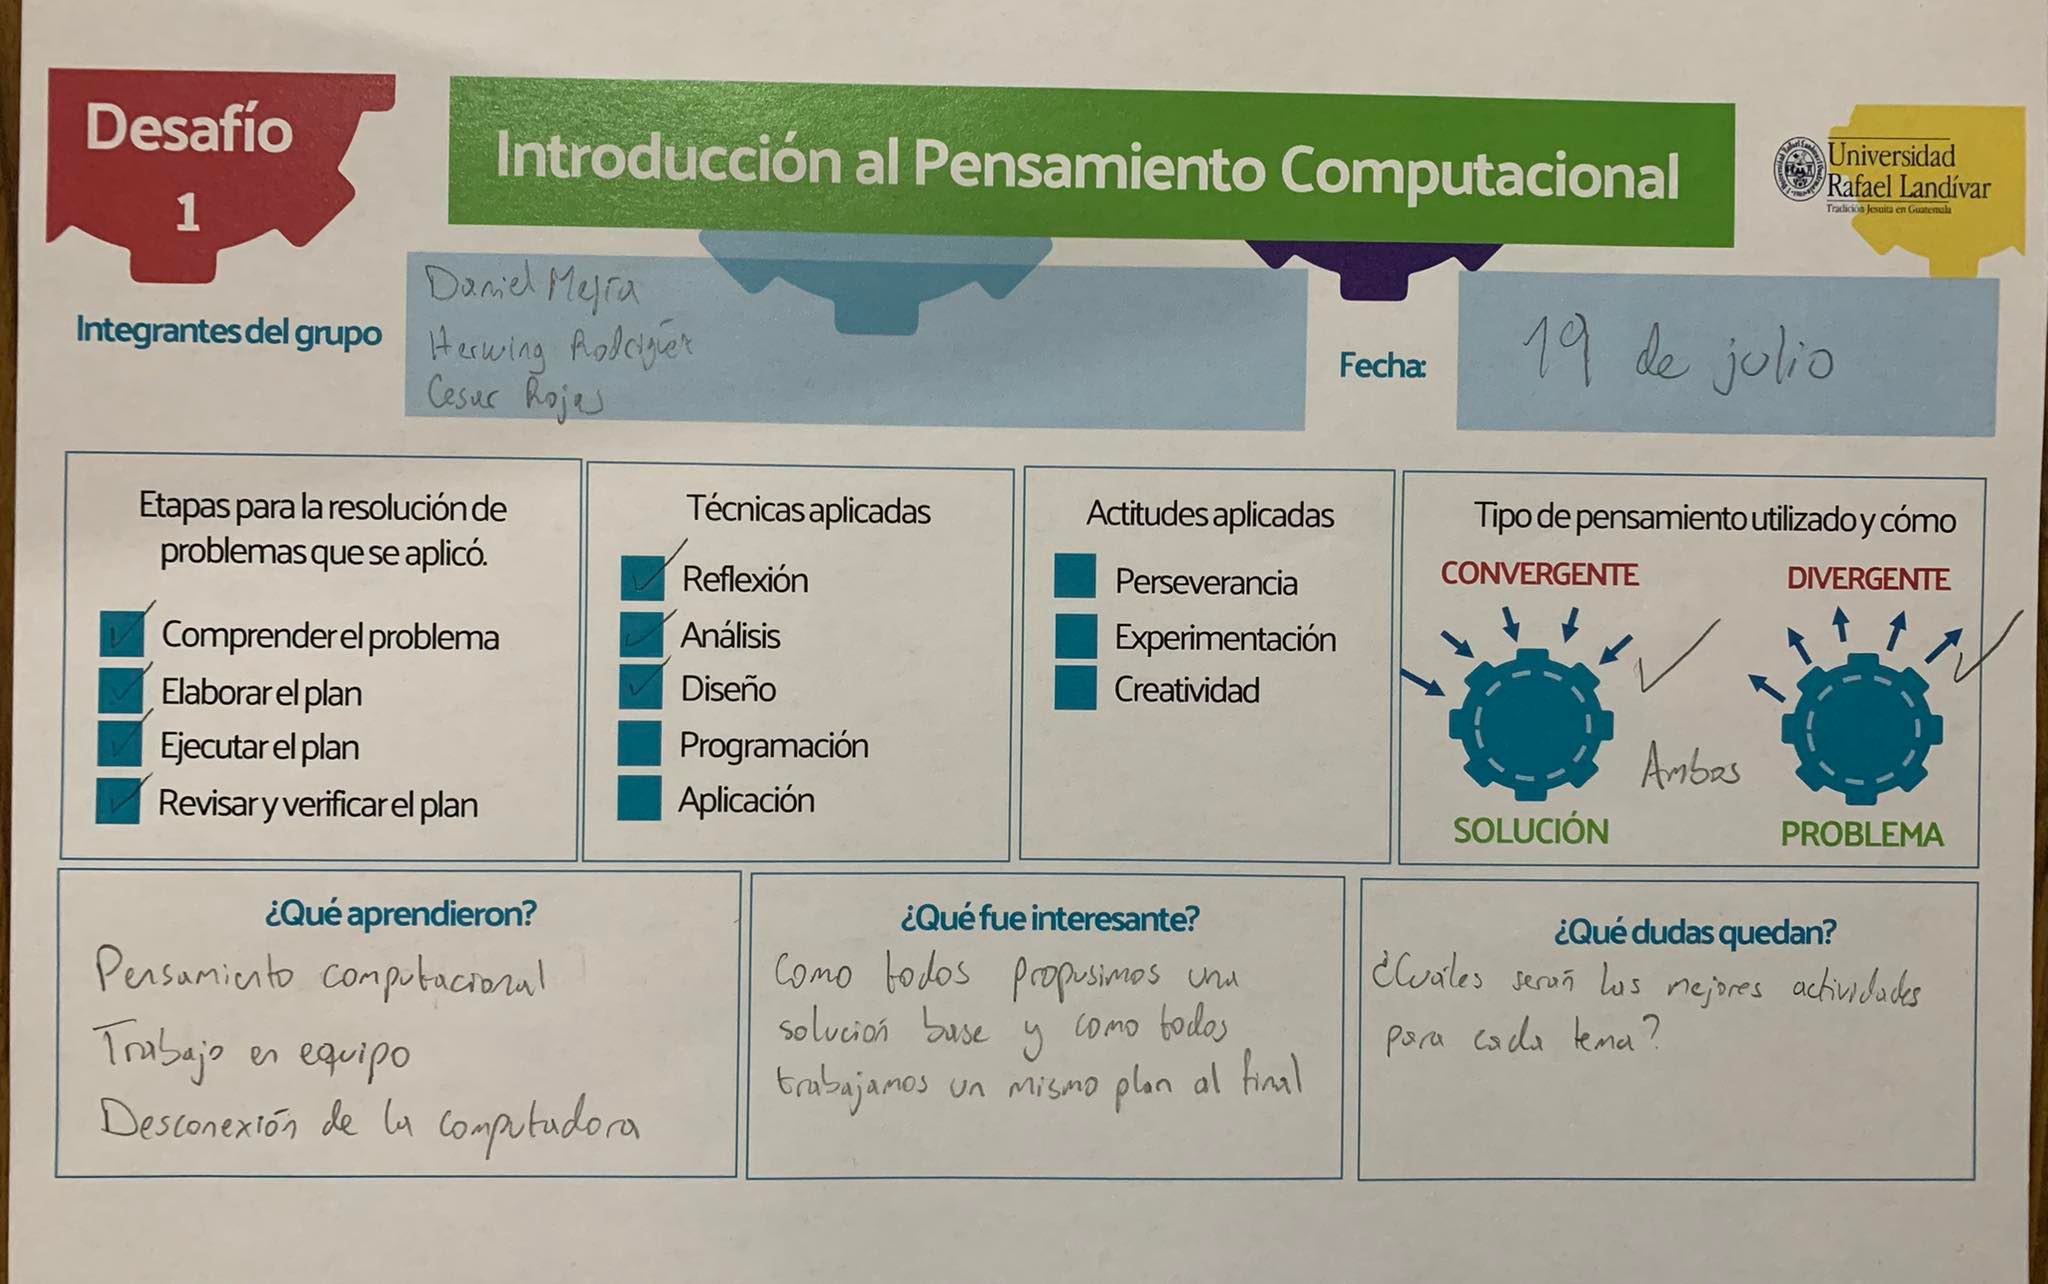 Desafío
1
Introducción al Pensamiento Computacional
Universidad
Rafael Landívar
Tradición Jesuita en Guatemala
Integrantes del grupo
Daniel Mejía
Herwing Rodríguez
Cesar Rojas
Fecha:
19 de julio
Etapas para la resolución de
problemas que se aplicó.
✓ Comprender el problema
✓ Elaborar el plan
✓ Ejecutar el plan
✓ Revisar y verificar el plan
Técnicas aplicadas
✓ Reflexión
✓ Análisis
✓ Diseño
Programación
Aplicación
Actitudes aplicadas
Perseverancia
Experimentación
Creatividad
Tipo de pensamiento utilizado y cómo
CONVERGENTE ✓
SOLUCIÓN
Ambos
DIVERGENTE ✓
PROBLEMA
¿Qué aprendieron?
Pensamiento computacional
Trabajo en equipo
Desconexión de la computadora
¿Qué fue interesante?
Como todos propusimos una
solución base y como todos
trabajamos un mismo plan al final
¿Qué dudas quedan?
¿Cuáles serán las mejores actividades
para cada tema?